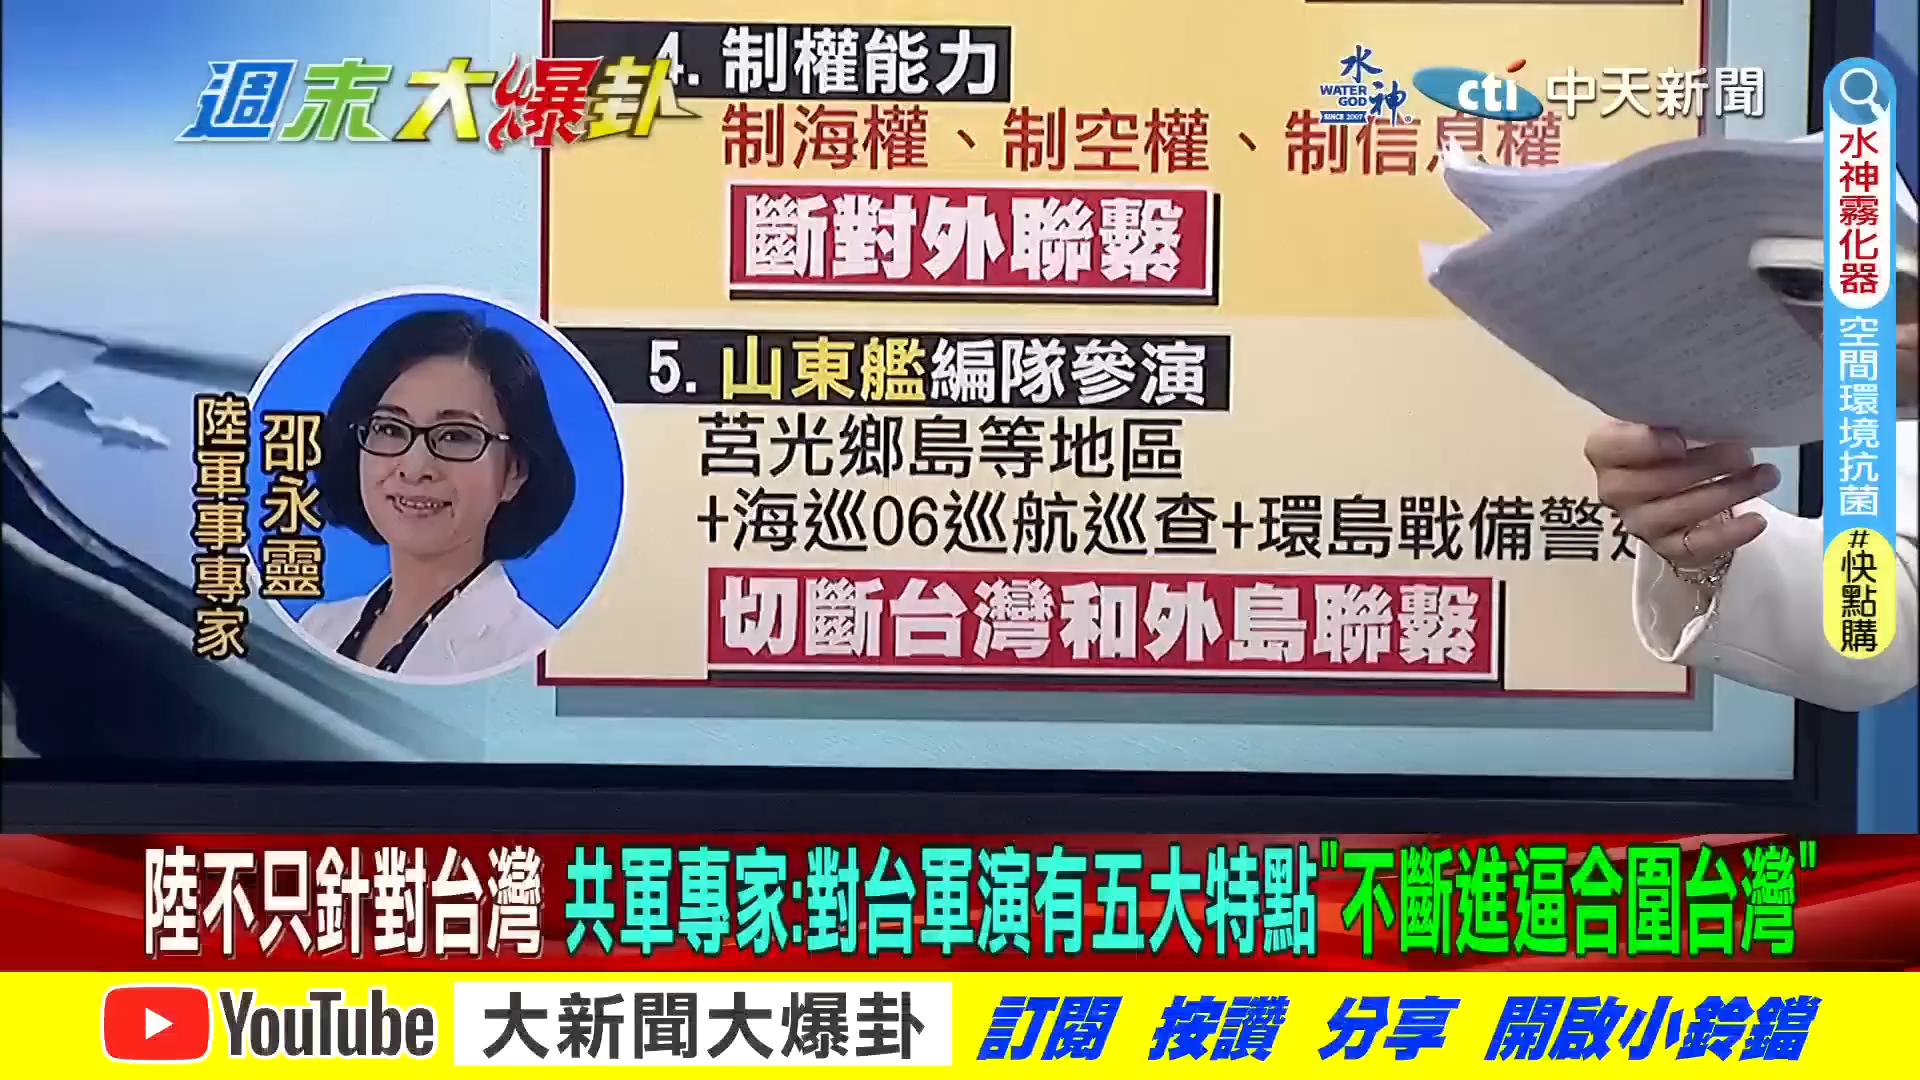 週末大爆卦
4. 制權能力
制海權、制空權、制信息權
斷對外聯繫
5. 山東艦編隊參演
莒光鄉島等地區
+海巡06巡航巡查+環島戰備警
切斷台灣和外島聯繫
邵永靈
陸軍事專家
水神
WATER GOD
SINCE 2007
cti 中天新聞
水神霧化器
空間環境抗菌
#快點購
陸不只針對台灣 共軍專家:對台軍演有五大特點"不斷進逼合圍台灣"
YouTube 大新聞大爆卦 訂閱 按讚 分享 開啟小鈴鐺